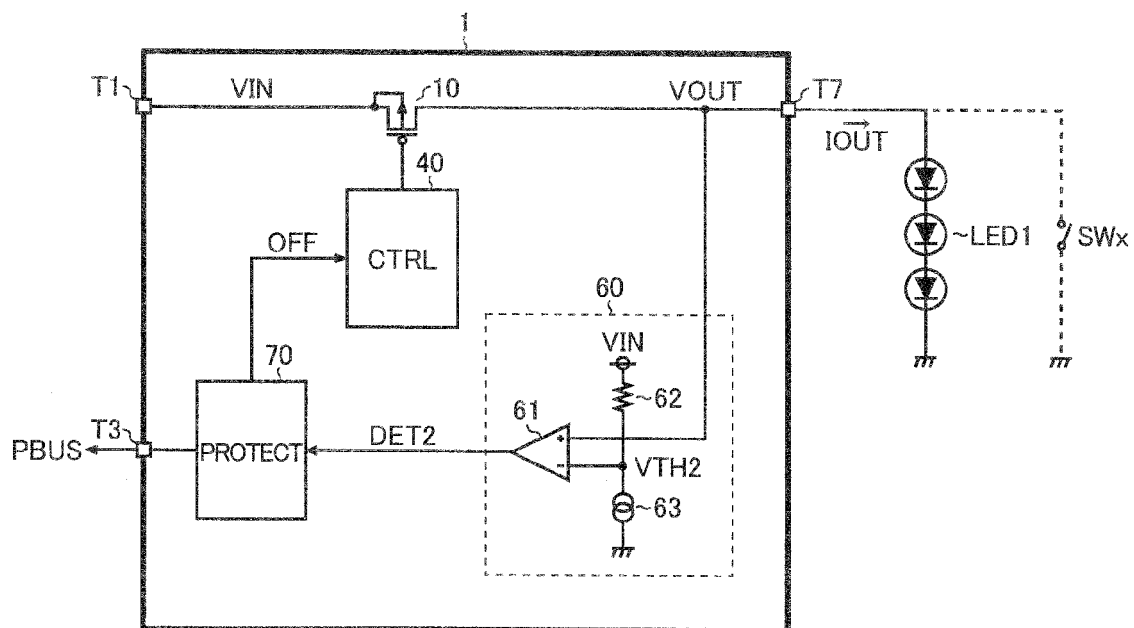 1
T1
VIN
10
VOUT
T7
IOUT
40
OFF
CTRL
~LED1
SWx
60
VIN
70
61
~62
T3
PBUS
PROTECT
DET2
+
-
VTH2
~63